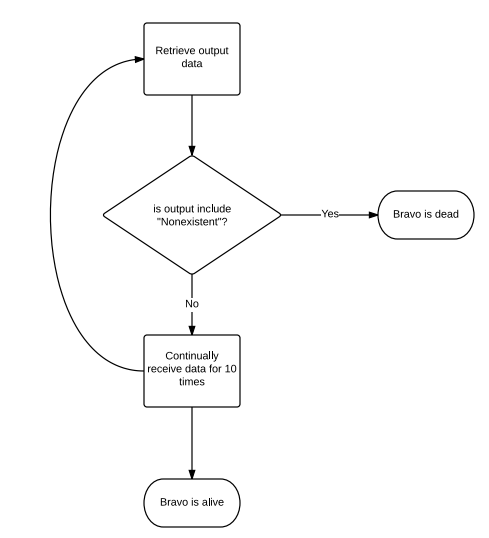 Retrieve output
data
is output include
"Nonexistent"?
Yes
Bravo is dead
No
Continually
receive data for 10
times
Bravo is alive